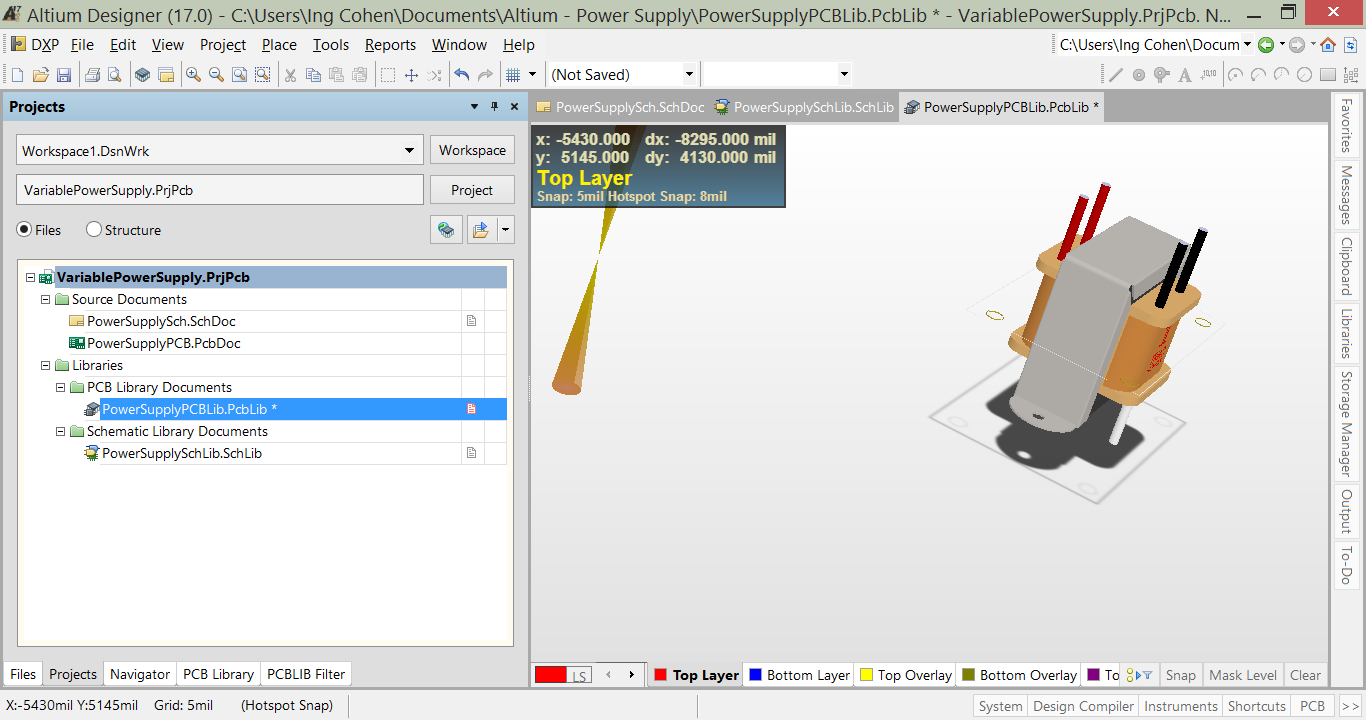 Altium Designer (17.0) - C:\Users\Ing Cohen\Documents\Altium - Power Supply\PowerSupplyPCBLib.PcbLib * - VariablePowerSupply.PrjPcb. N...
DXP File Edit View Project Place Tools Reports Window Help
C:\Users\Ing Cohen\Docum
(Not Saved)
Projects
PowerSupplySch.SchDoc PowerSupplySchLib.SchLib PowerSupplyPCBLib.PcbLib *
Workspace1.DsnWrk Workspace
VariablePowerSupply.PrjPcb Project
Files Structure
VariablePowerSupply.PrjPcb
Source Documents
PowerSupplySch.SchDoc
PowerSupplyPCB.PcbDoc
Libraries
PCB Library Documents
PowerSupplyPCBLib.PcbLib *
Schematic Library Documents
PowerSupplySchLib.SchLib
x: -5430.000 dx: -8295.000 mil
y: 5145.000 dy: 4130.000 mil
Top Layer
Snap: 5mil Hotspot Snap: 8mil
Favorites
Messages
Clipboard
Libraries
Storage Manager
Output
To-Do
Files Projects Navigator PCB Library PCBLIB Filter
LS Top Layer Bottom Layer Top Overlay Bottom Overlay To Snap Mask Level Clear
X:-5430mil Y:5145mil Grid: 5mil (Hotspot Snap)
System Design Compiler Instruments Shortcuts PCB >>